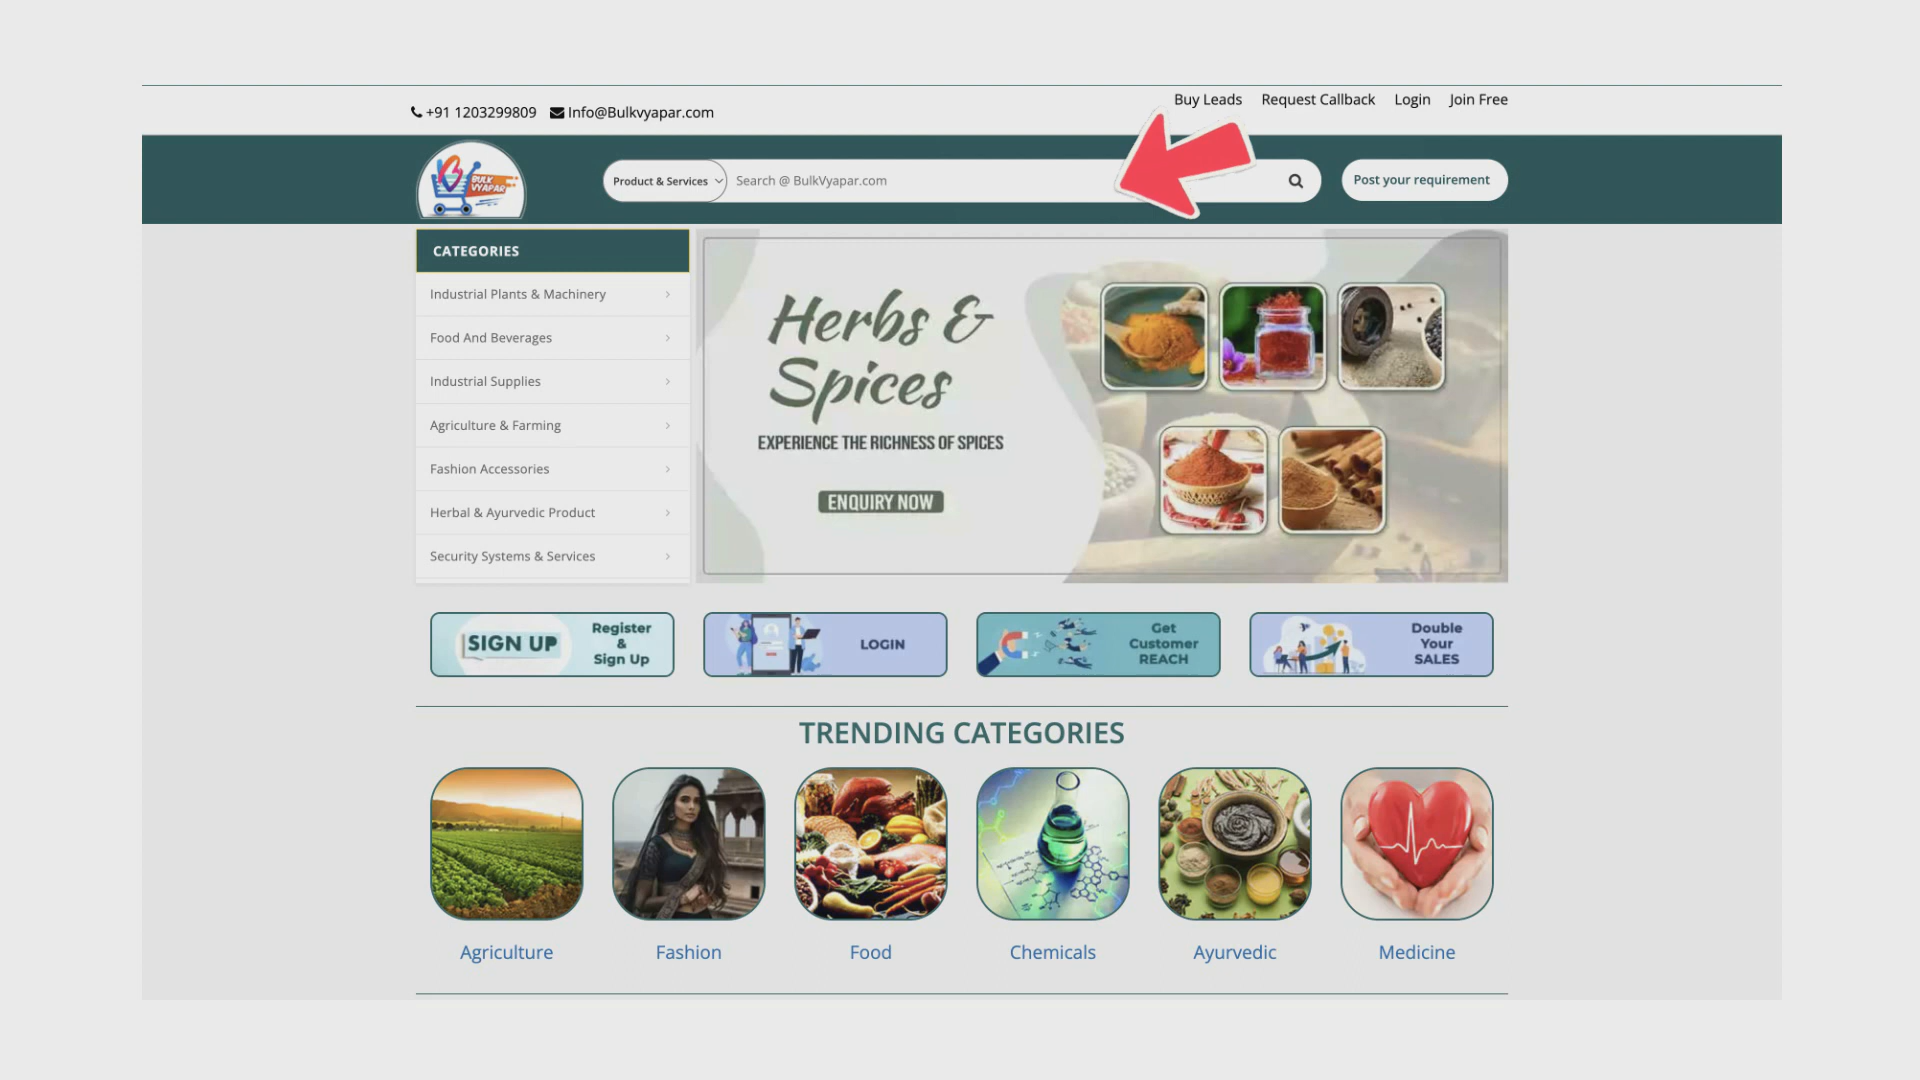 +91 1203299809 Info@Bulkvyapar.com
Buy Leads Request Callback Login Join Free
BULK
VYAPAR
Product & Services Search @ BulkVyapar.com
Post your requirement
CATEGORIES
Industrial Plants & Machinery
Food And Beverages
Industrial Supplies
Agriculture & Farming
Fashion Accessories
Herbal & Ayurvedic Product
Security Systems & Services
Herbs &
Spices
EXPERIENCE THE RICHNESS OF SPICES
ENQUIRY NOW
SIGN UP
Register
&
Sign Up
LOGIN
Get
Customer
REACH
Double
Your
SALES
TRENDING CATEGORIES
Agriculture
Fashion
Food
Chemicals
Ayurvedic
Medicine